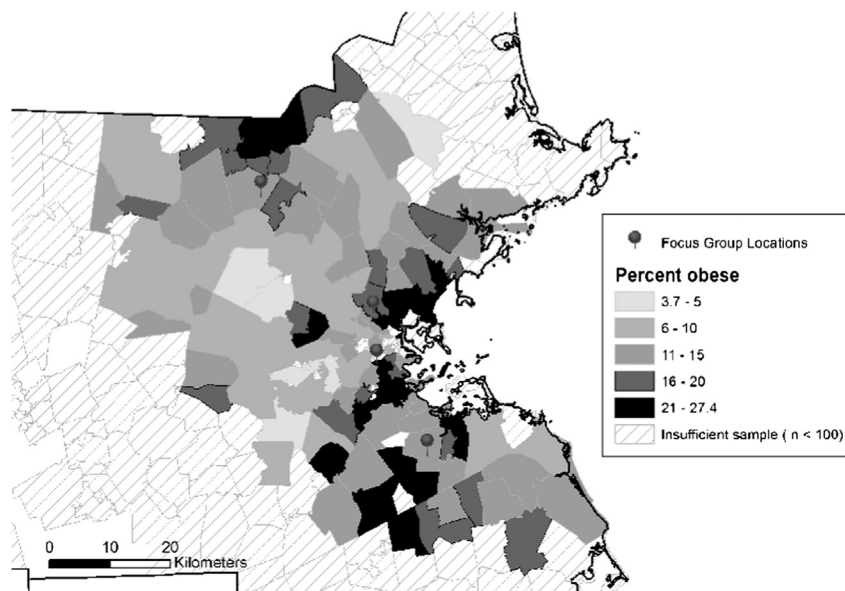 Focus Group Locations
Percent obese
3.7 - 5
6 - 10
11 - 15
16 - 20
21 - 27.4
Insufficient sample ( n < 100)
0 10 20
Kilometers